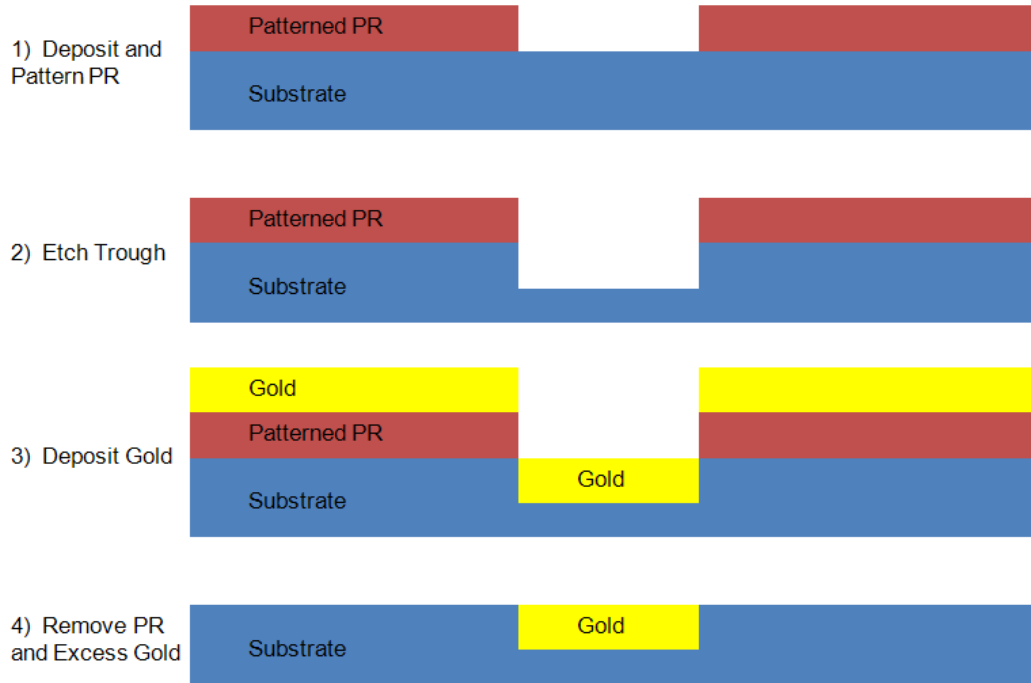 1) Deposit and
Pattern PR
Patterned PR
Substrate
2) Etch Trough
Patterned PR
Substrate
3) Deposit Gold
Gold
Patterned PR
Substrate
Gold
4) Remove PR
and Excess Gold
Substrate
Gold